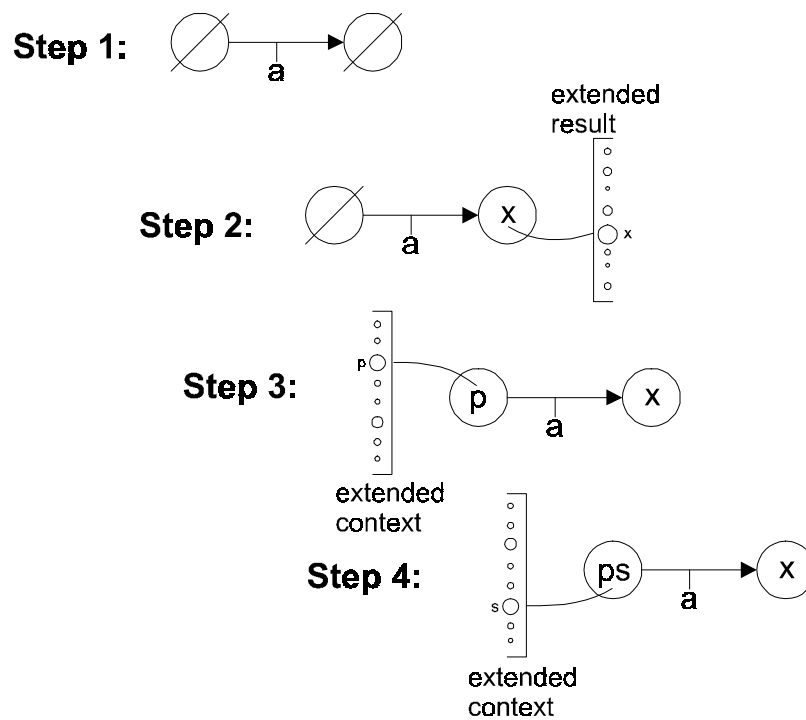 Step 1:
a
extended
result
Step 2:
x
x
a
Step 3:
p
p
x
a
extended
context
Step 4:
ps
x
a
s
extended
context